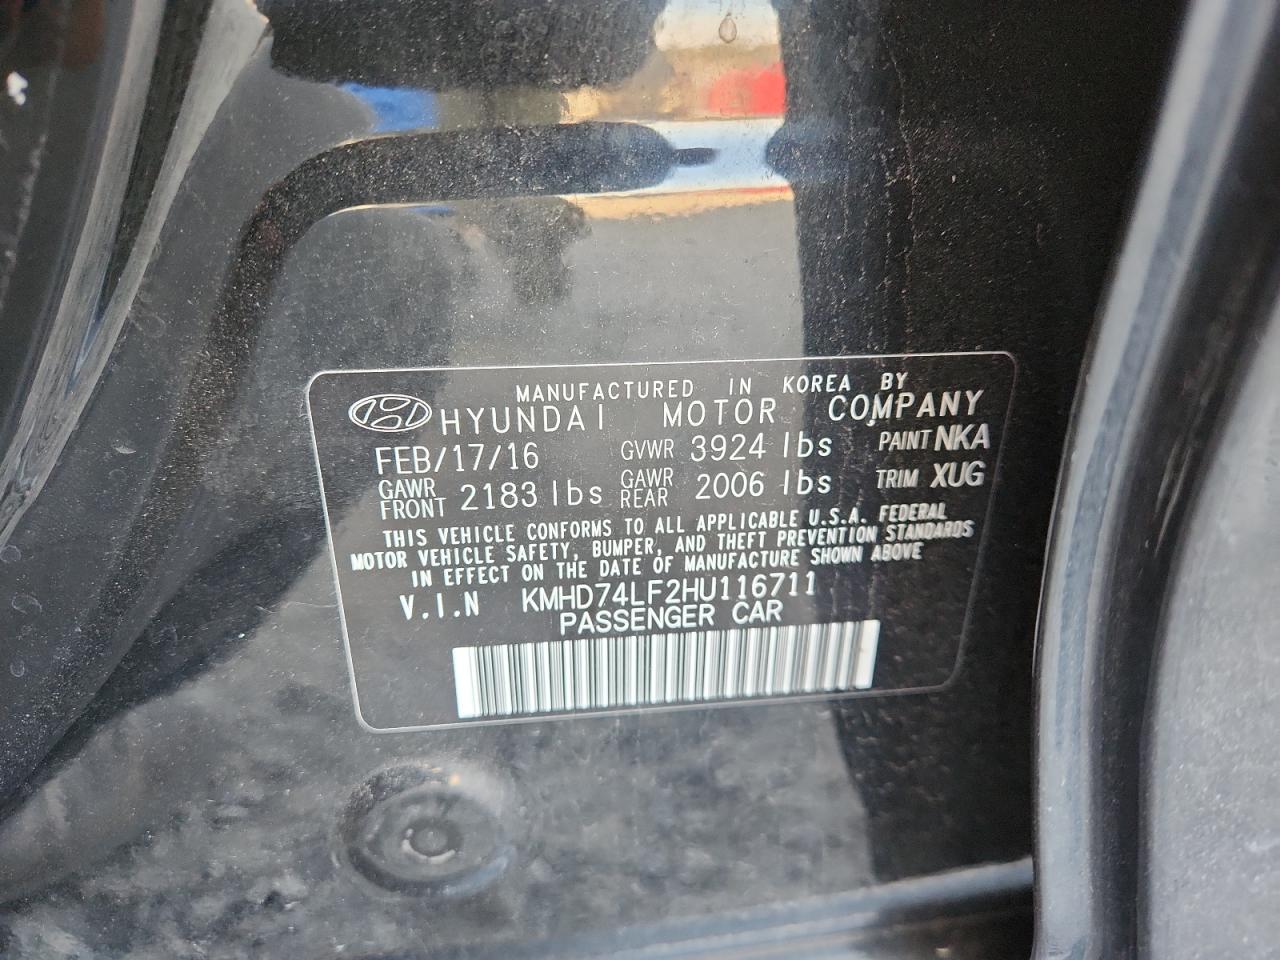 MANUFACTURED IN KOREA BY
HYUNDAI MOTOR COMPANY
FEB/17/16 GVWR 3924 lbs PAINT NKA
GAWR FRONT 2183 lbs GAWR REAR 2006 lbs TRIM XUG
THIS VEHICLE CONFORMS TO ALL APPLICABLE U.S.A. FEDERAL
MOTOR VEHICLE SAFETY, BUMPER, AND THEFT PREVENTION STANDARDS
IN EFFECT ON THE DATE OF MANUFACTURE SHOWN ABOVE
V.I.N KMHD74LF2HU116711
PASSENGER CAR